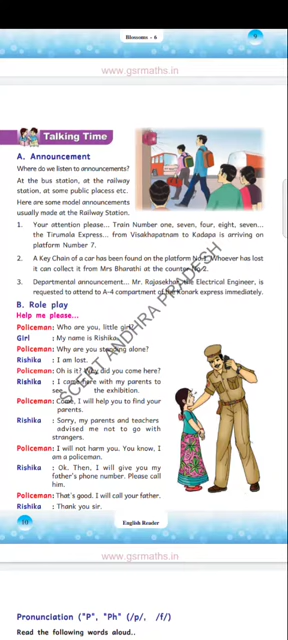 Blossoms - 6
9
www.gsrmaths.in
Talking Time
A. Announcement
Where do we listen to announcements?
At the bus station, at the railway
station, at some public placess etc.
Here are some model announcements
usually made at the Railway Station.
1. Your attention please... Train Number one, seven, four, eight, seven...
the Tirumala Express... from Visakhapatnam to Kadapa is arriving on
platform Number 7.
2. A Key Chain of a car has been found on the platform No.1. Whoever has lost
it can collect it from Mrs Bharathi at the counter No.2.
3. Departmental announcement... Mr. Rajasekhar, the Electrical Engineer, is
requested to attend to A-4 compartment of the Konark express immediately.
B. Role play
Help me please...
Policeman: Who are you, little girl?
Girl : My name is Rishika.
Policeman: Why are you standing alone?
Rishika : I am lost.
Policeman: Oh is it? Why did you come here?
Rishika : I came here with my parents to
see the exhibition.
Policeman: Come, I will help you to find your
parents.
Rishika : Sorry, my parents and teachers
advised me not to go with
strangers.
Policeman: I will not harm you. You know, I
am a policeman.
Rishika : Ok. Then, I will give you my
father's phone number. Please call
him.
Policeman: That's good. I will call your father.
Rishika : Thank you sir.
SCERT ANDHRA PRADESH
10
English Reader
www.gsrmaths.in
Pronunciation ("P", "Ph" (/p/, /f/)
Read the following words aloud..